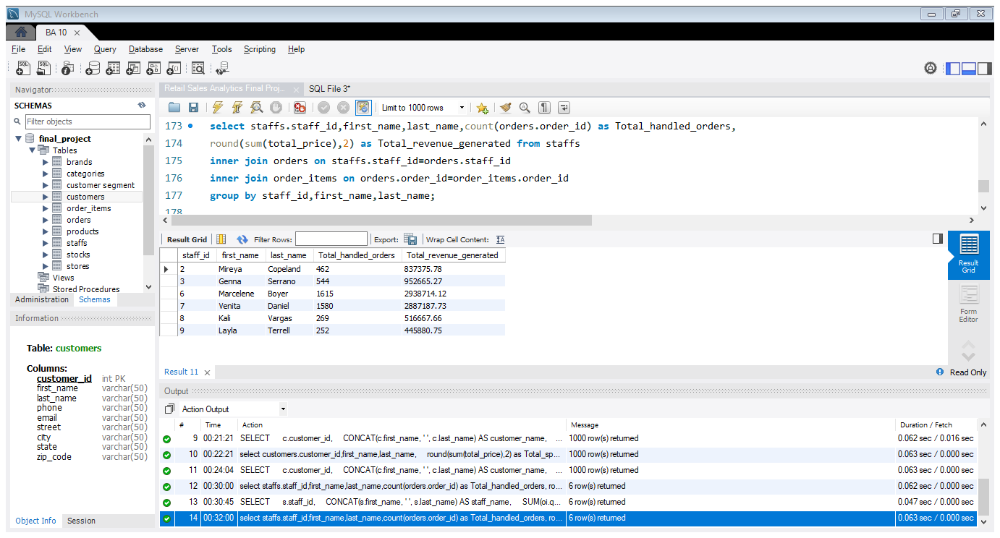 MySQL Workbench
BA 10
File Edit View Query Database Server Tools Scripting Help
Navigator
SCHEMAS
Filter objects
final_project
Tables
brands
categories
customer segment
customers
order_items
orders
products
staffs
stocks
stores
Views
Stored Procedures
Administration Schemas
Information
Table: customers
Columns:
customer_id int PK
first_name varchar(50)
last_name varchar(50)
phone varchar(50)
email varchar(50)
street varchar(50)
city varchar(50)
state varchar(50)
zip_code varchar(50)
Object Info Session
Retail Sales Analytics Final Proj... SQL File 3*
Limit to 1000 rows
173 select staffs.staff_id,first_name,last_name,count(orders.order_id) as Total_handled_orders,
174 round(sum(total_price),2) as Total_revenue_generated from staffs
175 inner join orders on staffs.staff_id=orders.staff_id
176 inner join order_items on orders.order_id=order_items.order_id
177 group by staff_id,first_name,last_name;
178
Result Grid Filter Rows: Export: Wrap Cell Content:
staff_id first_name last_name Total_handled_orders Total_revenue_generated
2 Mireya Copeland 462 837375.78
3 Genna Serrano 544 952665.27
6 Marcelene Boyer 1615 2938714.12
7 Venita Daniel 1580 2887187.73
8 Kali Vargas 269 516667.66
9 Layla Terrell 252 445880.75
Result
Grid
Form
Editor
Result 11 Read Only
Output
Action Output
# Time Action Message Duration / Fetch
9 00:21:21 SELECT c.customer_id, CONCAT(c.first_name, ' ', c.last_name) AS customer_name, ... 1000 row(s) returned 0.062 sec / 0.016 sec
10 00:22:21 select customers.customer_id,first_name,last_name, round(sum(total_price),2) as Total_sp... 1000 row(s) returned 0.063 sec / 0.000 sec
11 00:24:04 SELECT c.customer_id, CONCAT(c.first_name, ' ', c.last_name) AS customer_name, ... 1000 row(s) returned 0.063 sec / 0.000 sec
12 00:30:00 select staffs.staff_id,first_name,last_name,count(orders.order_id) as Total_handled_orders, ro... 6 row(s) returned 0.062 sec / 0.000 sec
13 00:30:45 SELECT s.staff_id, CONCAT(s.first_name, ' ', s.last_name) AS staff_name, SUM(oi.q... 6 row(s) returned 0.047 sec / 0.000 sec
14 00:32:00 select staffs.staff_id,first_name,last_name,count(orders.order_id) as Total_handled_orders, ro... 6 row(s) returned 0.063 sec / 0.000 sec